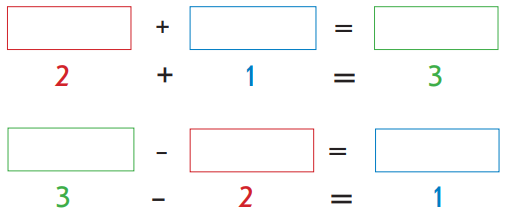 + =
2 + 1 = 3
– =
3 – 2 = 1